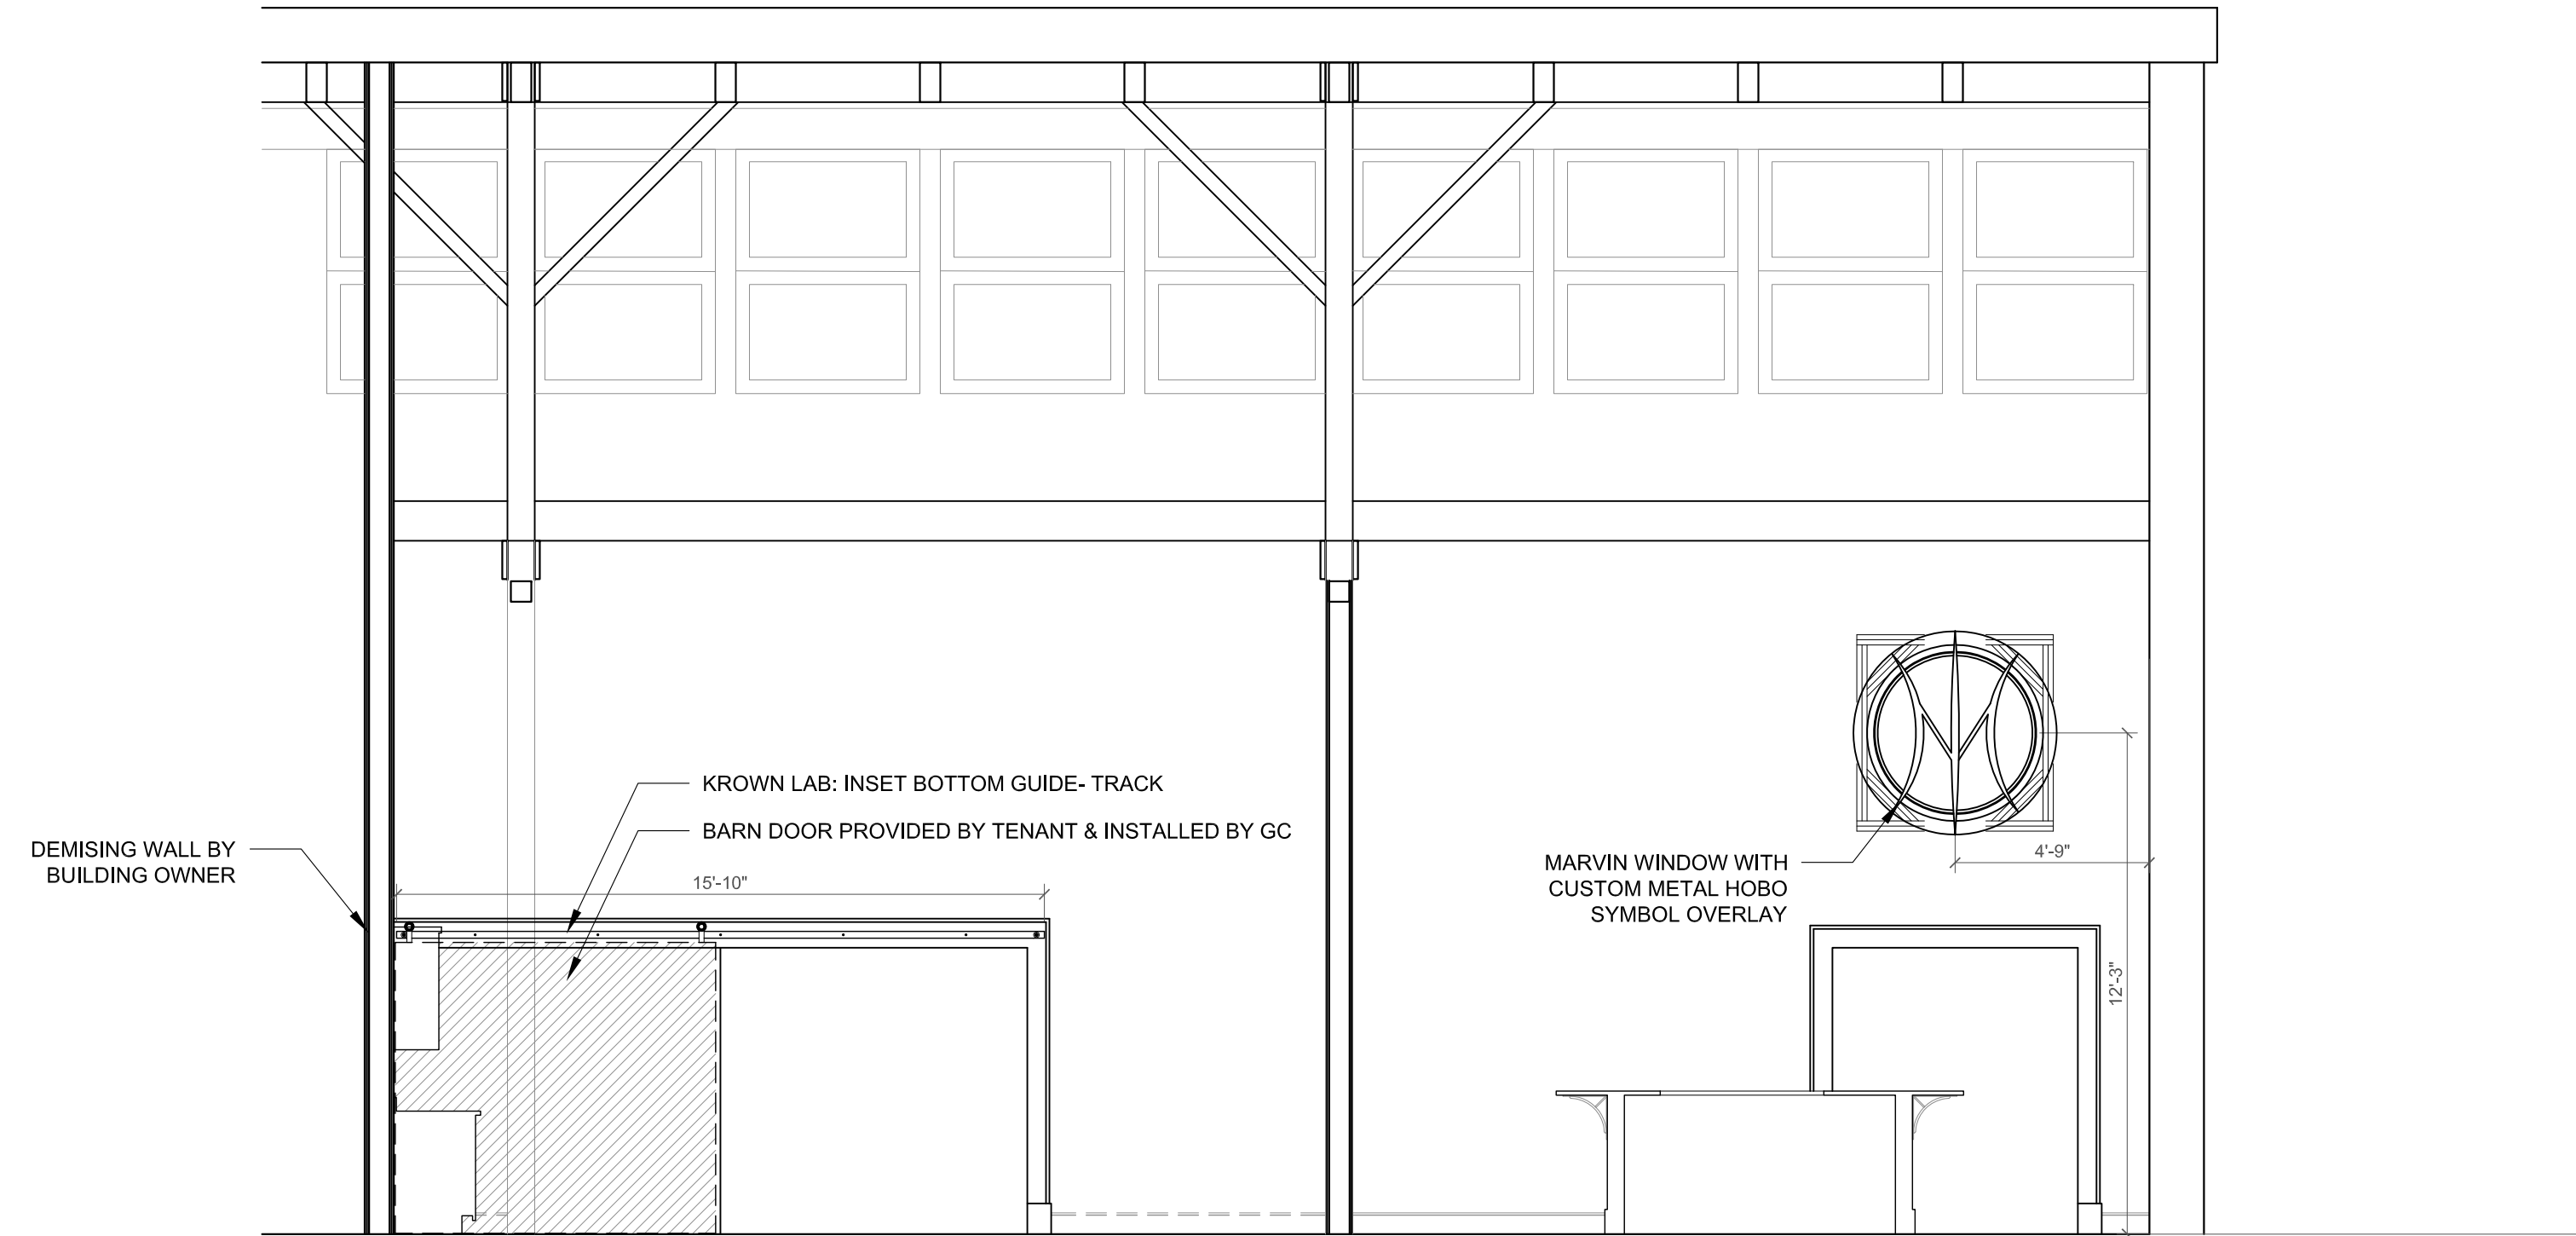 KROWN LAB: INSET BOTTOM GUIDE- TRACK
BARN DOOR PROVIDED BY TENANT & INSTALLED BY GC
DEMISING WALL BY
BUILDING OWNER
15'-10"
MARVIN WINDOW WITH
CUSTOM METAL HOBO
SYMBOL OVERLAY
4'-9"
12'-3"